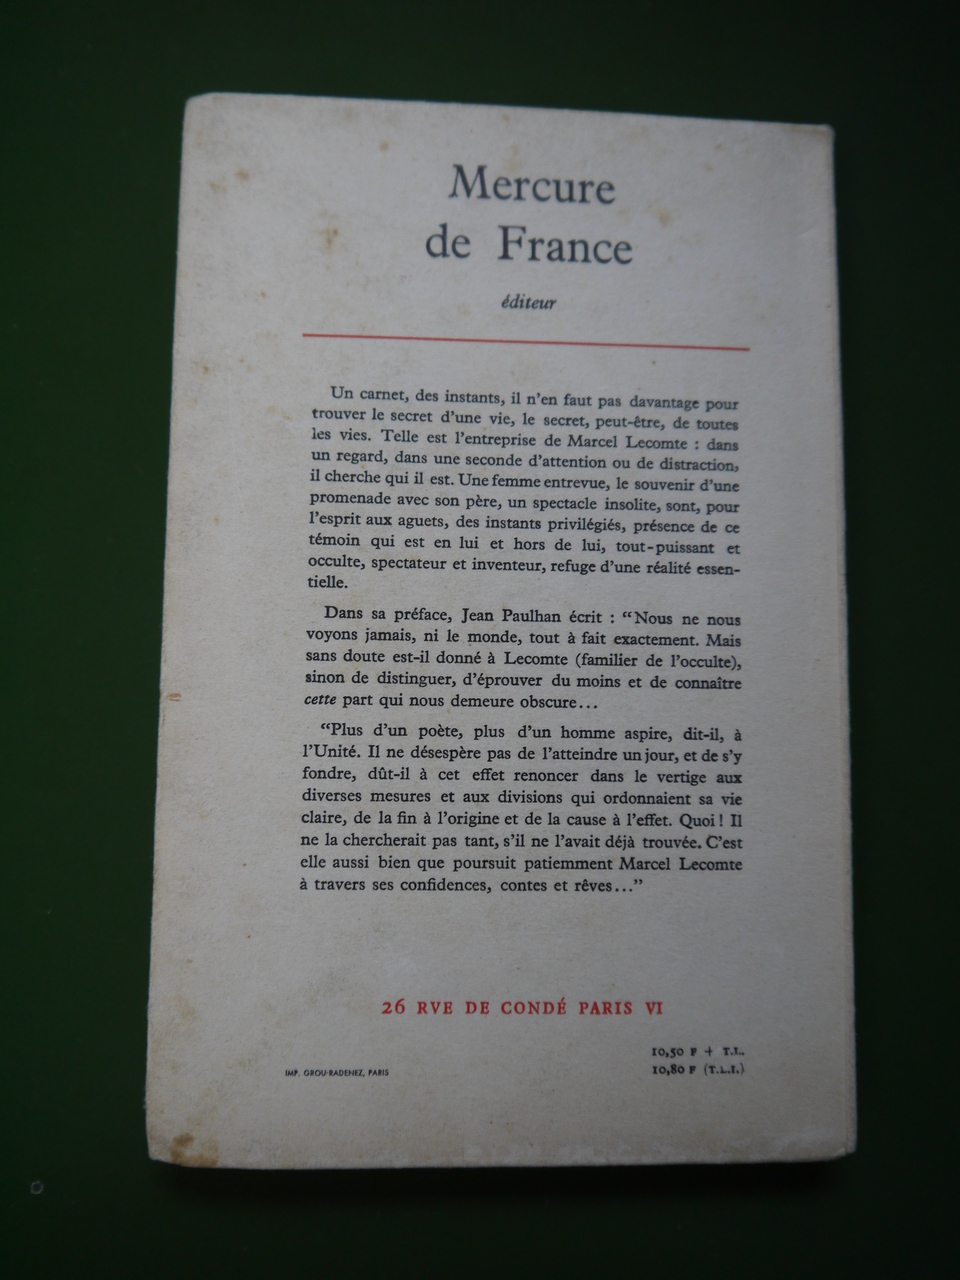 Mercure
de France
éditeur
Un carnet, des instants, il n'en faut pas davantage pour
trouver le secret d'une vie, le secret, peut-être, de toutes
les vies. Telle est l'entreprise de Marcel Lecomte : dans
un regard, dans une seconde d'attention ou de distraction,
il cherche qui il est. Une femme entrevue, le souvenir d'une
promenade avec son père, un spectacle insolite, sont, pour
l'esprit aux aguets, des instants privilégiés, présence de ce
témoin qui est en lui et hors de lui, tout-puissant et
occulte, spectateur et inventeur, refuge d'une réalité essen-
tielle.
Dans sa préface, Jean Paulhan écrit : “Nous ne nous
voyons jamais, ni le monde, tout à fait exactement. Mais
sans doute est-il donné à Lecomte (familier de l'occulte),
sinon de distinguer, d'éprouver du moins et de connaître
cette part qui nous demeure obscure...
“Plus d'un poète, plus d'un homme aspire, dit-il, à
l'Unité. Il ne désespère pas de l'atteindre un jour, et de s'y
fondre, dût-il à cet effet renoncer dans le vertige aux
diverses mesures et aux divisions qui ordonnaient sa vie
claire, de la fin à l'origine et de la cause à l'effet. Quoi ! Il
ne la chercherait pas tant, s'il ne l'avait déjà trouvée. C'est
elle aussi bien que poursuit patiemment Marcel Lecomte
à travers ses confidences, contes et rêves...”
26 RVE DE CONDÉ PARIS VI
10,50 F + T.L.
10,80 F (T.L.I.)
IMP. GROU-RADENEZ, PARIS